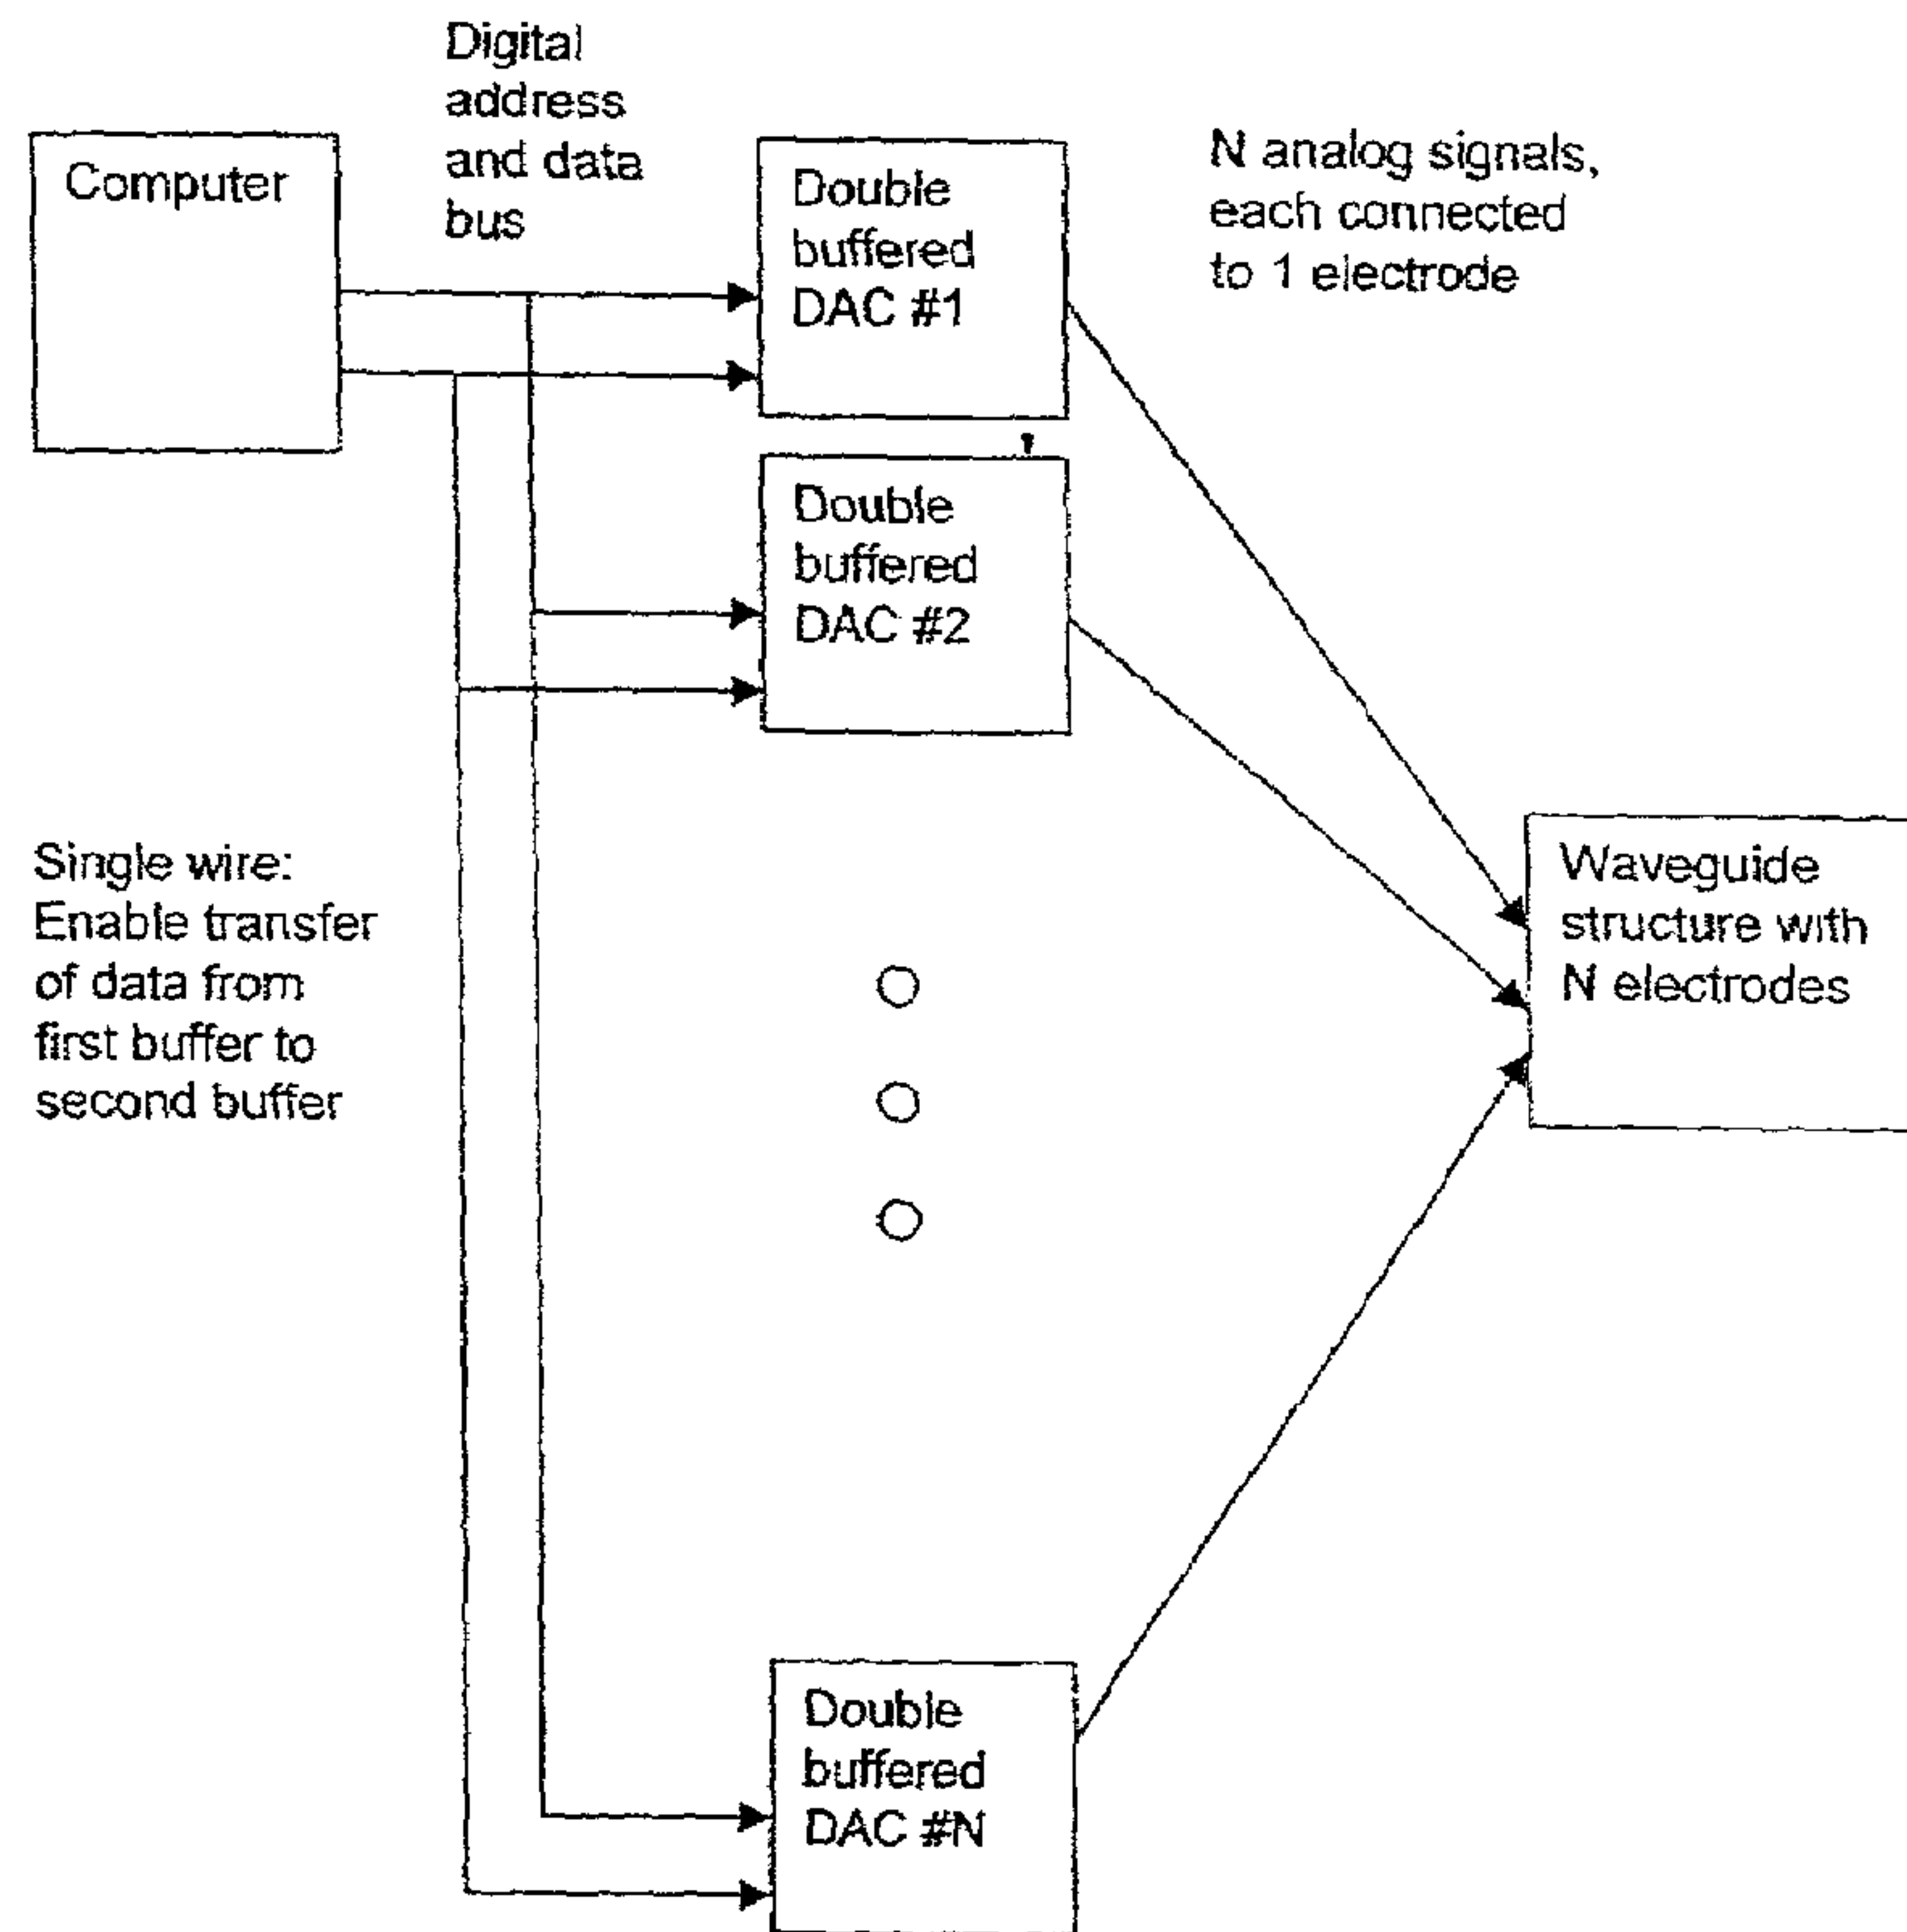 Digital
address
and data
bus
Computer
Double
buffered
DAC #1
N analog signals,
each connected
to 1 electrode
Double
buffered
DAC #2
Single wire:
Enable transfer
of data from
first buffer to
second buffer
Waveguide
structure with
N electrodes
Double
buffered
DAC #N